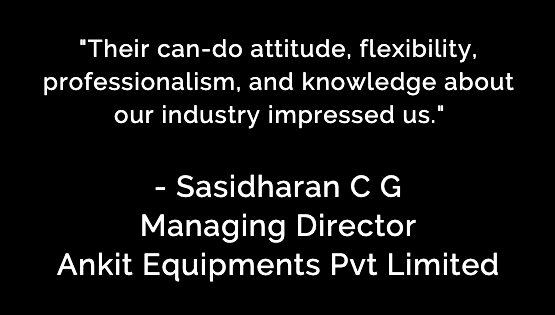 "Their can-do attitude, flexibility,
professionalism, and knowledge about
our industry impressed us."
- Sasidharan C G
Managing Director
Ankit Equipments Pvt Limited